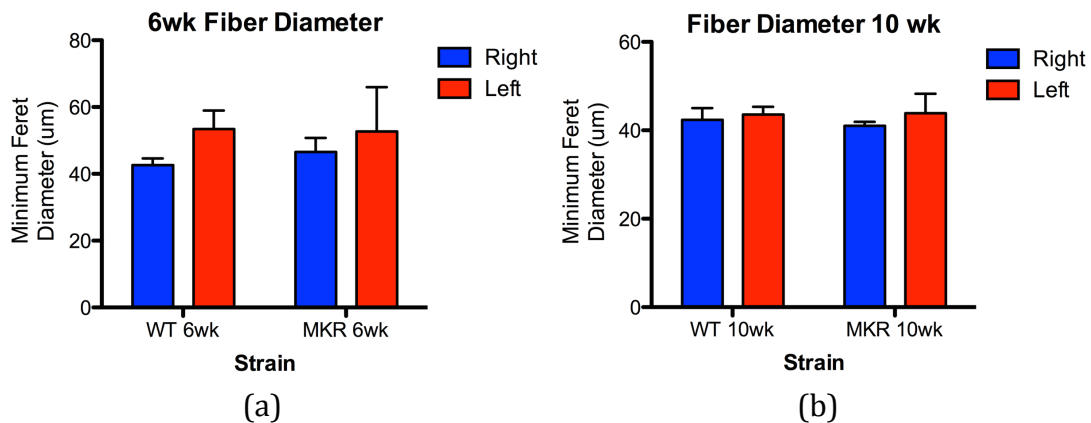 6wk Fiber Diameter
80
60
40
20
0
Minimum Feret
Diameter (um)
Right
Left
WT 6wk
MKR 6wk
Strain
(a)
Fiber Diameter 10 wk
60
40
20
0
Minimum Feret
Diameter (um)
Right
Left
WT 10wk
MKR 10wk
Strain
(b)